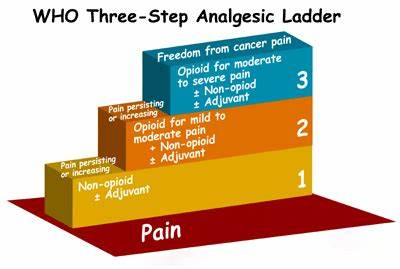 WHO Three-Step Analgesic Ladder
Freedom from cancer pain
Opioid for moderate
to severe pain
± Non-opioid
± Adjuvant
3
Pain persisting
or increasing
Opioid for mild to
moderate pain
+ Non-opioid
± Adjuvant
2
Pain persisting
or increasing
Non-opioid
± Adjuvant
1
Pain